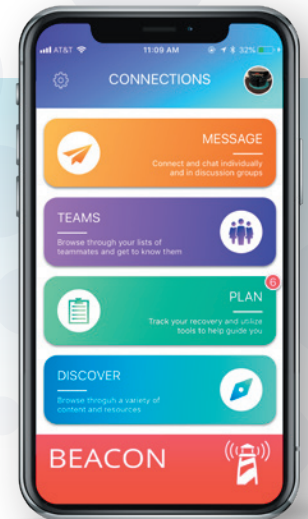 AT&T 11:09 AM 32%
CONNECTIONS
MESSAGE
Connect and chat individually
and in discussion groups
TEAMS
Browse through your lists of
teammates and get to know them
6
PLAN
Track your recovery and utilize
tools to help guide you
DISCOVER
Browse throguh a variety of
content and resources
BEACON